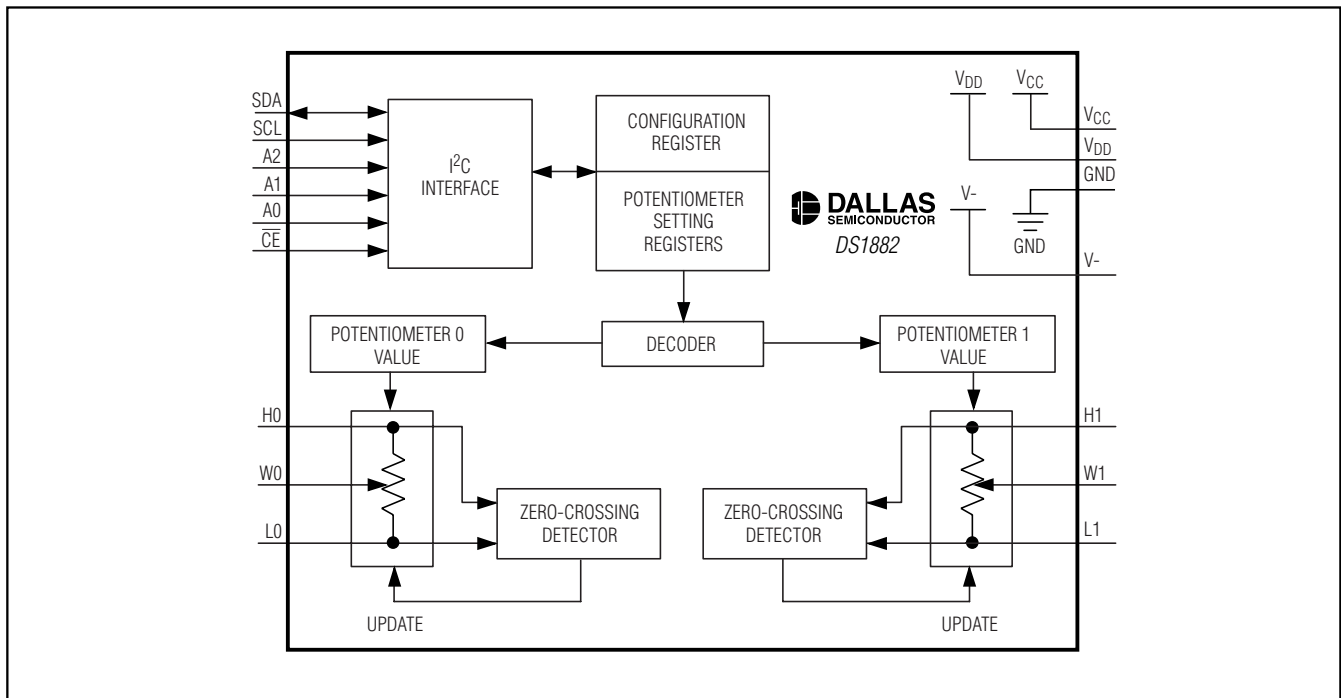 SDA
SCL
A2
A1
A0
CE
I²C
INTERFACE
CONFIGURATION
REGISTER
POTENTIOMETER
SETTING
REGISTERS
DALLAS
SEMICONDUCTOR
DS1882
VDD
VCC
VCC
VDD
GND
V-
GND
V-
POTENTIOMETER 0
VALUE
DECODER
POTENTIOMETER 1
VALUE
H0
W0
L0
ZERO-CROSSING
DETECTOR
UPDATE
ZERO-CROSSING
DETECTOR
UPDATE
H1
W1
L1